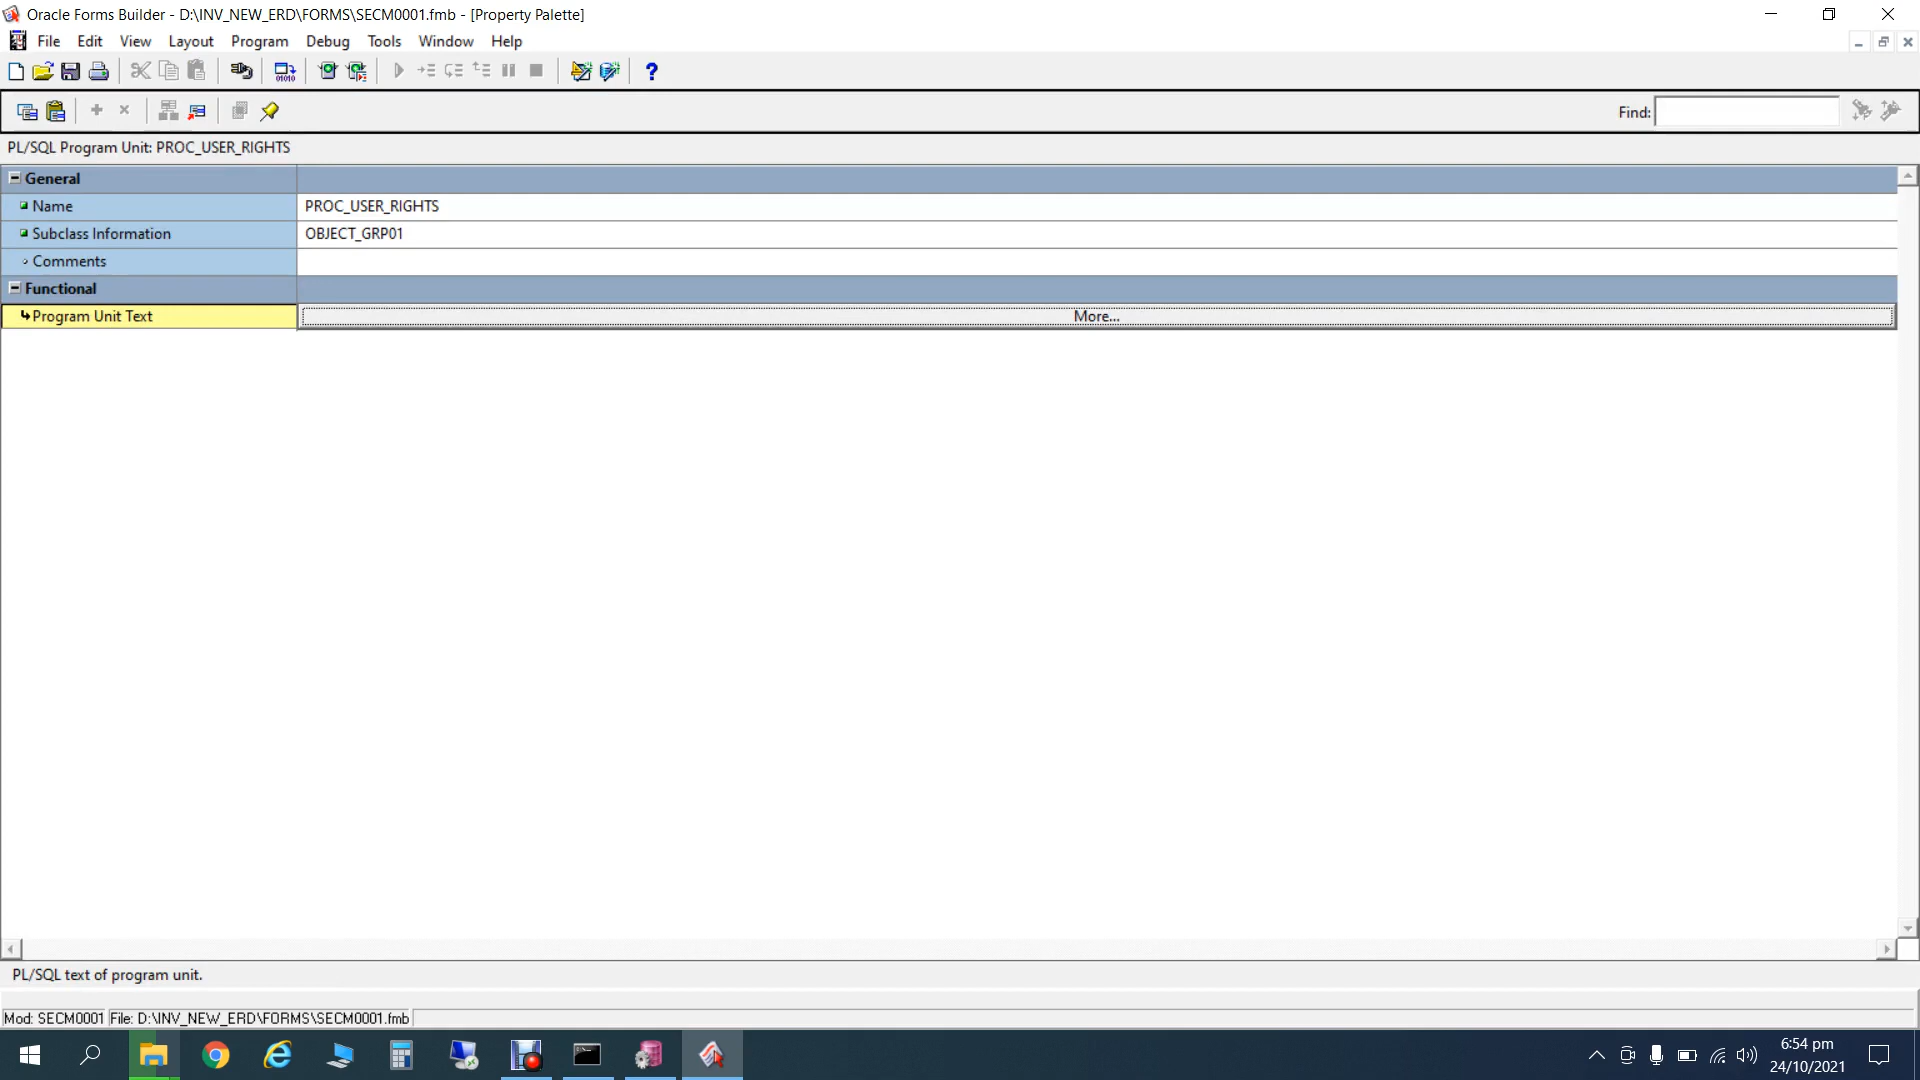 Oracle Forms Builder - D:\INV_NEW_ERD\FORMS\SECM0001.fmb - [Property Palette]
File Edit View Layout Program Debug Tools Window Help
Find:
PL/SQL Program Unit: PROC_USER_RIGHTS
General
Name PROC_USER_RIGHTS
Subclass Information OBJECT_GRP01
Comments
Functional
Program Unit Text More...
PL/SQL text of program unit.
Mod: SECM0001 File: D:\INV_NEW_ERD\FORMS\SECM0001.fmb
6:54 pm
24/10/2021